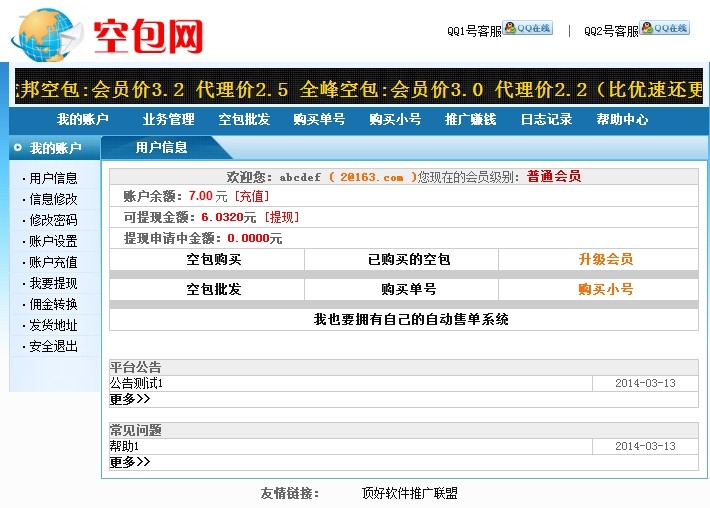 空包网
QQ1号客服 QQ在线 | QQ2号客服 QQ在线
邦空包:会员价3.2 代理价2.5 全峰空包:会员价3.0 代理价2.2（比优速还更
我的账户 业务管理 空包批发 购买单号 购买小号 推广赚钱 日志记录 帮助中心
我的账户
用户信息
·用户信息
·信息修改
·修改密码
·账户设置
·账户充值
·我要提现
·佣金转换
·发货地址
·安全退出
欢迎您：abcdef ( 2@163.com )您现在的会员级别：普通会员
账户余额：7.00 元 [充值]
可提现金额：6.0320元 [提现]
提现申请中金额：0.0000元
空包购买 已购买的空包 升级会员
空包批发 购买单号 购买小号
我也要拥有自己的自动售单系统
平台公告
公告测试1 2014-03-13
更多>>
常见问题
帮助1 2014-03-13
更多>>
友情链接： 顶好软件推广联盟